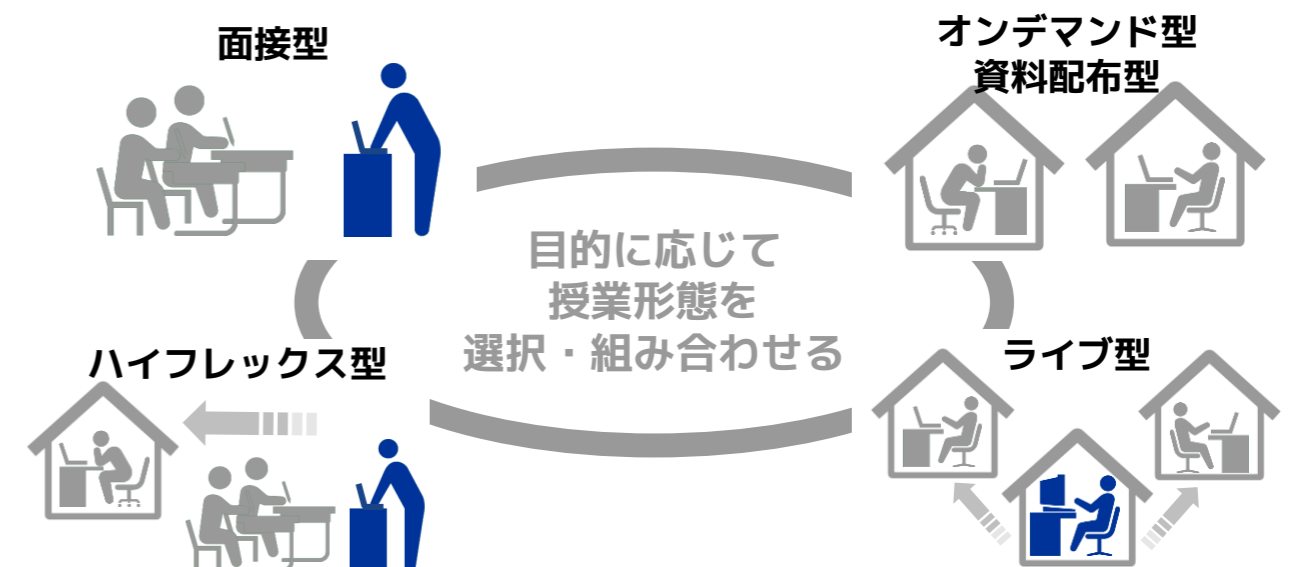 面接型
オンデマンド型
資料配布型
目的に応じて
授業形態を
選択・組み合わせる
ハイフレックス型
ライブ型